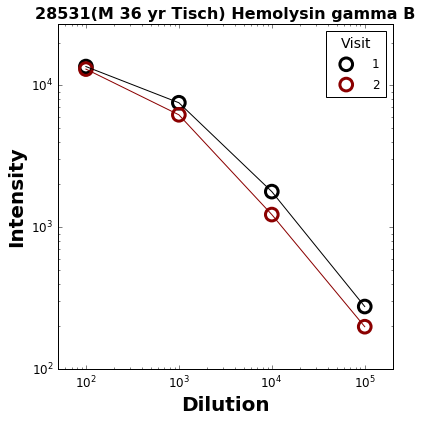 28531(M 36 yr Tisch) Hemolysin gamma B
Visit
1
2
10^4
10^3
10^2
Intensity
10^2 10^3 10^4 10^5
Dilution